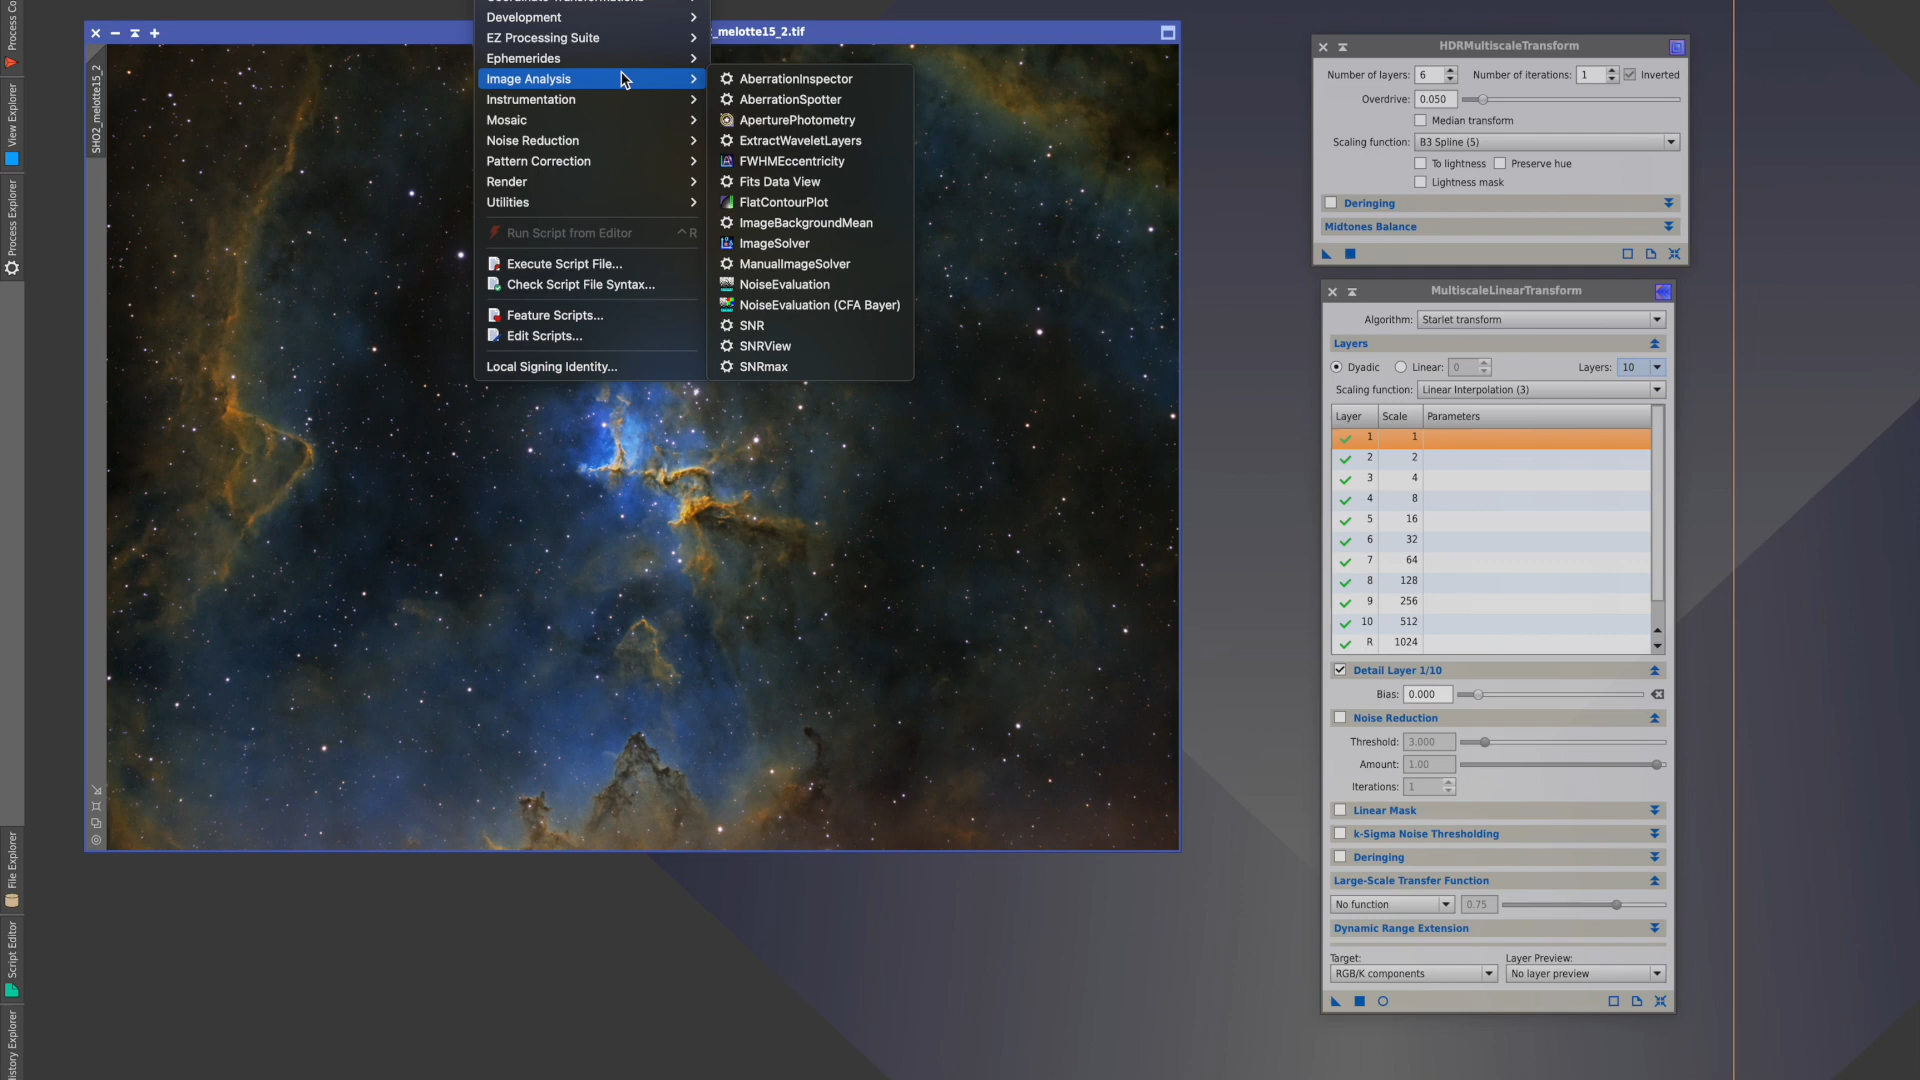 Process Co
View Explorer
Process Explorer
File Explorer
Script Editor
istory Explorer
SHO2_melotte15_2
_melotte15_2.tif
Coordinate Transformations
Development
EZ Processing Suite
Ephemerides
Image Analysis
Instrumentation
Mosaic
Noise Reduction
Pattern Correction
Render
Utilities
Run Script from Editor ^R
Execute Script File...
Check Script File Syntax...
Feature Scripts...
Edit Scripts...
Local Signing Identity...
AberrationInspector
AberrationSpotter
AperturePhotometry
ExtractWaveletLayers
FWHMEccentricity
Fits Data View
FlatContourPlot
ImageBackgroundMean
ImageSolver
ManualImageSolver
NoiseEvaluation
NoiseEvaluation (CFA Bayer)
SNR
SNRView
SNRmax
HDRMultiscaleTransform
Number of layers: 6 Number of iterations: 1 Inverted
Overdrive: 0.050
Median transform
Scaling function: B3 Spline (5)
To lightness Preserve hue
Lightness mask
Deringing
Midtones Balance
MultiscaleLinearTransform
Algorithm: Starlet transform
Layers
Dyadic Linear: 0 Layers: 10
Scaling function: Linear Interpolation (3)
Layer Scale Parameters
1 1
2 2
3 4
4 8
5 16
6 32
7 64
8 128
9 256
10 512
R 1024
Detail Layer 1/10
Bias: 0.000
Noise Reduction
Threshold: 3.000
Amount: 1.00
Iterations: 1
Linear Mask
k-Sigma Noise Thresholding
Deringing
Large-Scale Transfer Function
No function 0.75
Dynamic Range Extension
Target: Layer Preview:
RGB/K components No layer preview